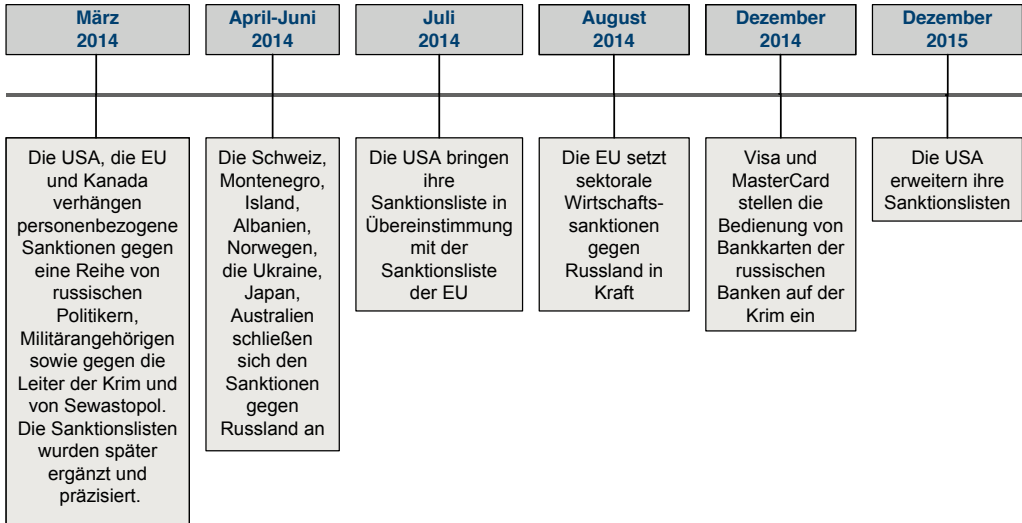 März
2014
April-Juni
2014
Juli
2014
August
2014
Dezember
2014
Dezember
2015
Die USA, die EU
und Kanada
verhängen
personenbezogene
Sanktionen gegen
eine Reihe von
russischen
Politikern,
Militärangehörigen
sowie gegen die
Leiter der Krim und
von Sewastopol.
Die Sanktionslisten
wurden später
ergänzt und
präzisiert.
Die Schweiz,
Montenegro,
Island,
Albanien,
Norwegen,
die Ukraine,
Japan,
Australien
schließen
sich den
Sanktionen
gegen
Russland an
Die USA bringen
ihre
Sanktionsliste in
Übereinstimmung
mit der
Sanktionsliste
der EU
Die EU setzt
sektorale
Wirtschafts-
sanktionen
gegen
Russland in
Kraft
Visa und
MasterCard
stellen die
Bedienung von
Bankkarten der
russischen
Banken auf der
Krim ein
Die USA
erweitern ihre
Sanktionslisten